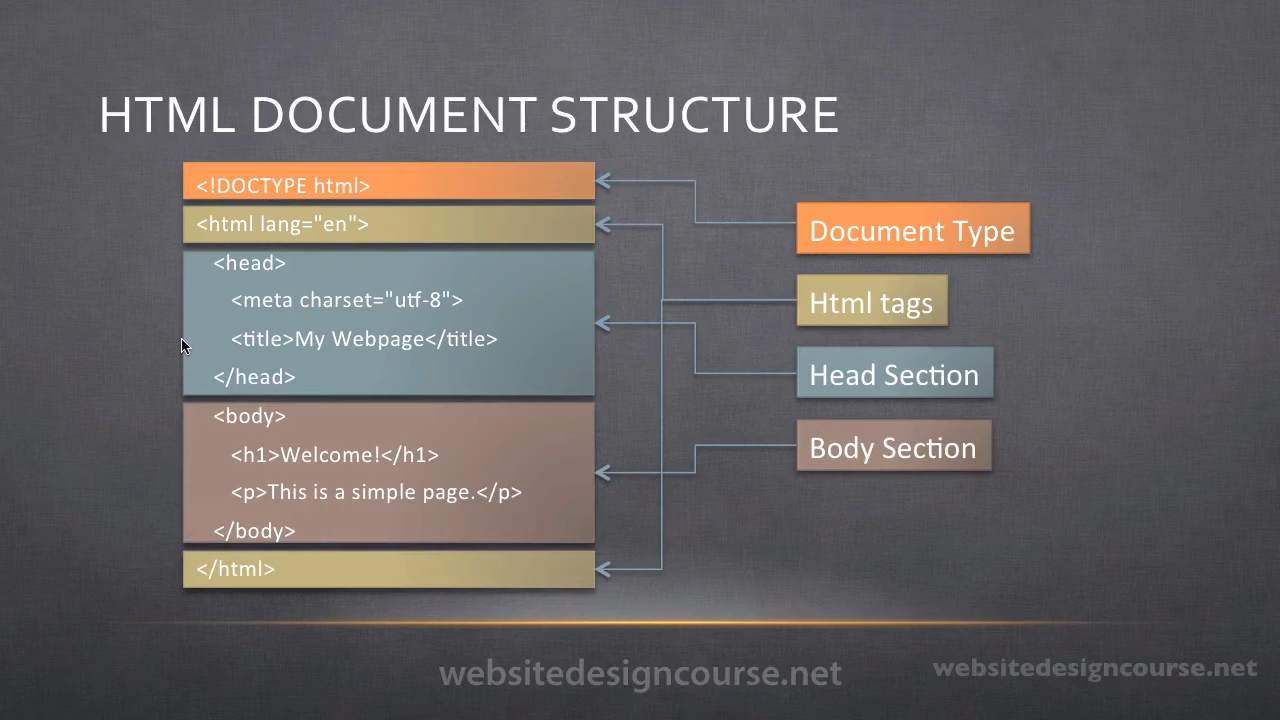 HTML DOCUMENT STRUCTURE
<!DOCTYPE html>
<html lang="en">
<head>
<meta charset="utf-8">
<title>My Webpage</title>
</head>
<body>
<h1>Welcome!</h1>
<p>This is a simple page.</p>
</body>
</html>
Document Type
Html tags
Head Section
Body Section
websitedesigncourse.net
websitedesigncourse.net